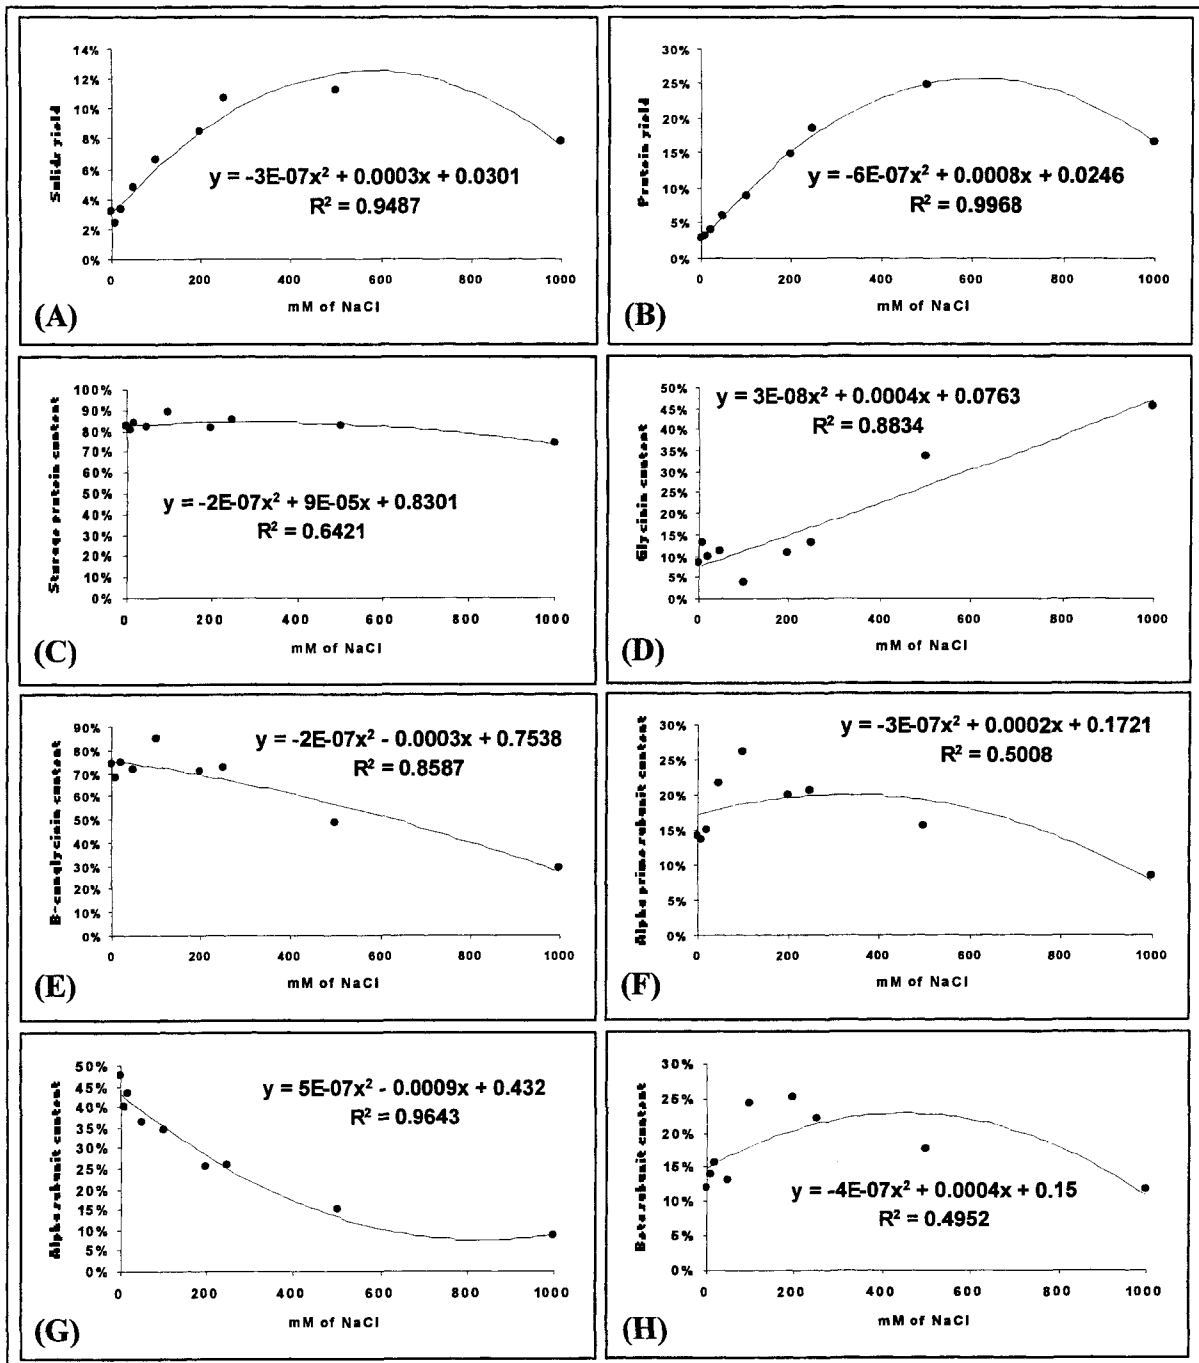 14%
12%
10%
8%
6%
4%
2%
0%
Solids yield
y = -3E-07x² + 0.0003x + 0.0301
R² = 0.9487
0 200 400 600 800 1000
mM of NaCl
(A)
30%
25%
20%
15%
10%
5%
0%
Protein yield
y = -6E-07x² + 0.0008x + 0.0246
R² = 0.9968
0 200 400 600 800 1000
mM of NaCl
(B)
100%
90%
80%
70%
60%
50%
40%
30%
20%
10%
0%
Storage protein content
y = -2E-07x² + 9E-05x + 0.8301
R² = 0.6421
0 200 400 600 800 1000
mM of NaCl
(C)
y = 3E-08x² + 0.0004x + 0.0763
R² = 0.8834
50%
45%
40%
35%
30%
25%
20%
15%
10%
5%
0%
Glycinin content
0 200 400 600 800 1000
mM of NaCl
(D)
90%
80%
70%
60%
50%
40%
30%
20%
10%
0%
B-conglycinin content
y = -2E-07x² - 0.0003x + 0.7538
R² = 0.8587
0 200 400 600 800 1000
mM of NaCl
(E)
30%
25%
20%
15%
10%
5%
0%
Alpha prime subunit content
y = -3E-07x² + 0.0002x + 0.1721
R² = 0.5008
0 200 400 600 800 1000
mM of NaCl
(F)
50%
45%
40%
35%
30%
25%
20%
15%
10%
5%
0%
Alpha subunit content
y = 5E-07x² - 0.0009x + 0.432
R² = 0.9643
0 200 400 600 800 1000
mM of NaCl
(G)
30%
25%
20%
15%
10%
5%
0%
Beta subunit content
y = -4E-07x² + 0.0004x + 0.15
R² = 0.4952
0 200 400 600 800 1000
mM of NaCl
(H)